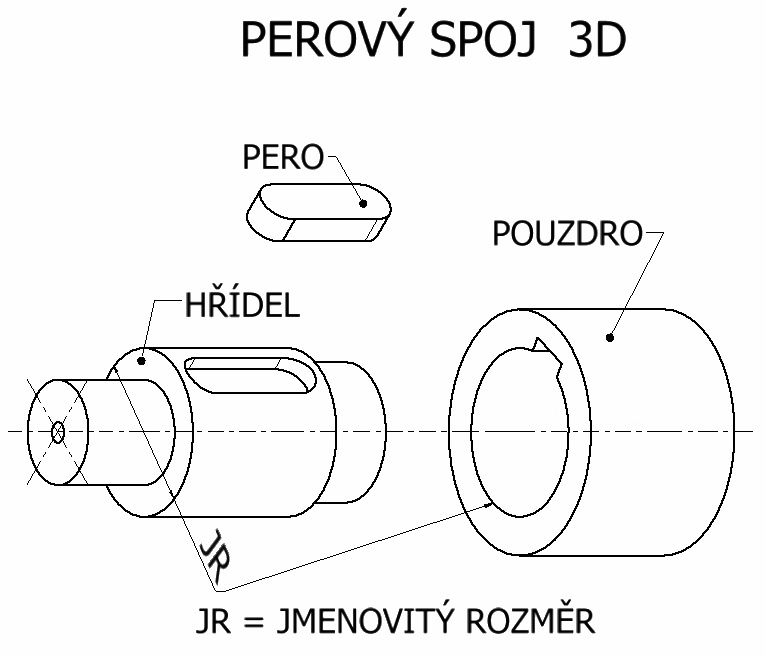 PEROVÝ SPOJ 3D
PERO
POUZDRO
HŘÍDEL
JR
JR = JMENOVITÝ ROZMĚR